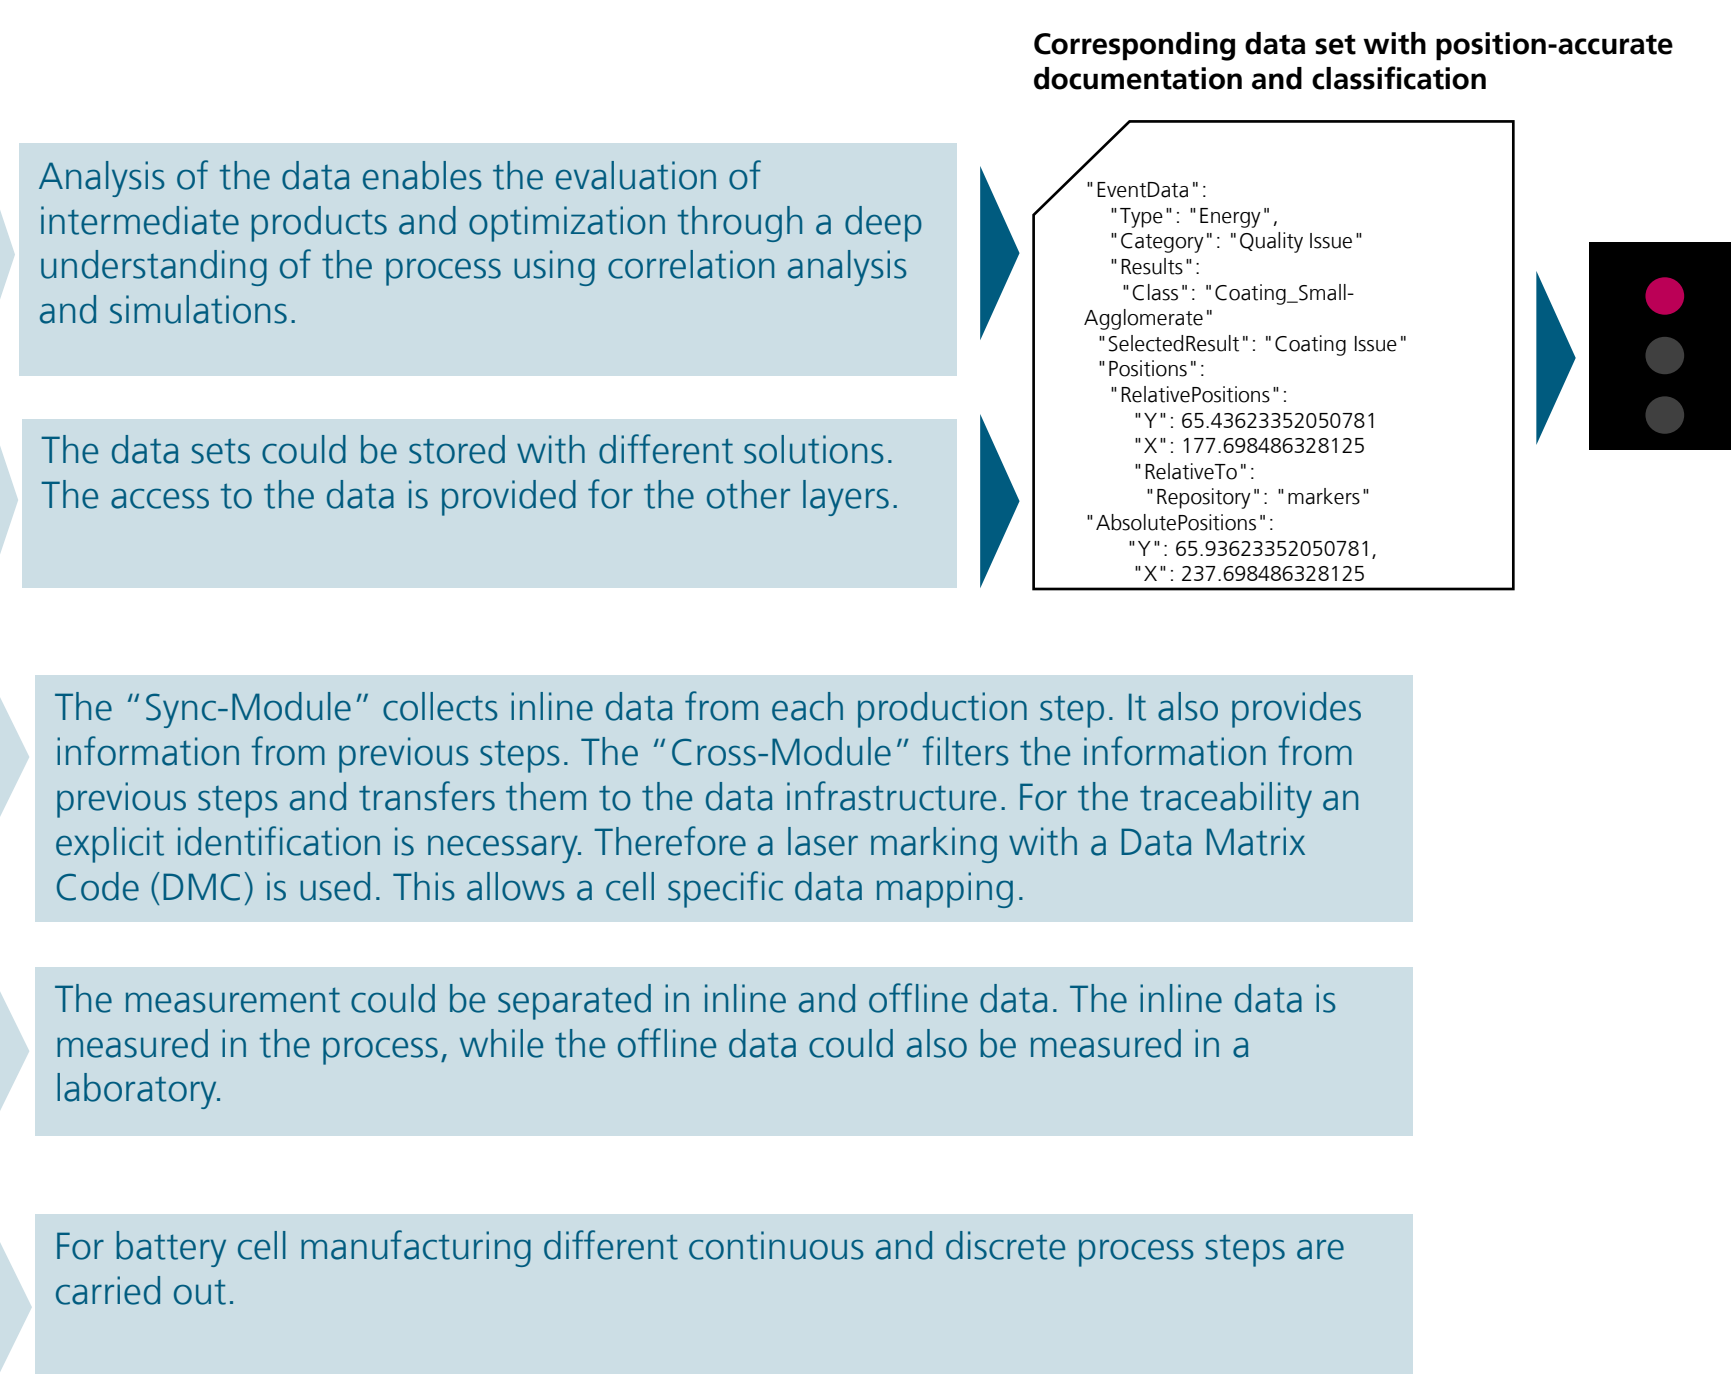 Corresponding data set with position-accurate
documentation and classification
Analysis of the data enables the evaluation of
intermediate products and optimization through a deep
understanding of the process using correlation analysis
and simulations.
The data sets could be stored with different solutions.
The access to the data is provided for the other layers.
"EventData":
"Type": "Energy",
"Category": "Quality Issue"
"Results":
"Class": "Coating_Small-
Agglomerate"
"SelectedResult": "Coating Issue"
"Positions":
"RelativePositions":
"Y": 65.43623352050781
"X": 177.698486328125
"RelativeTo":
"Repository": "markers"
"AbsolutePositions":
"Y": 65.93623352050781,
"X": 237.698486328125
The “Sync-Module” collects inline data from each production step. It also provides
information from previous steps. The “Cross-Module” filters the information from
previous steps and transfers them to the data infrastructure. For the traceability an
explicit identification is necessary. Therefore a laser marking with a Data Matrix
Code (DMC) is used. This allows a cell specific data mapping.
The measurement could be separated in inline and offline data. The inline data is
measured in the process, while the offline data could also be measured in a
laboratory.
For battery cell manufacturing different continuous and discrete process steps are
carried out.